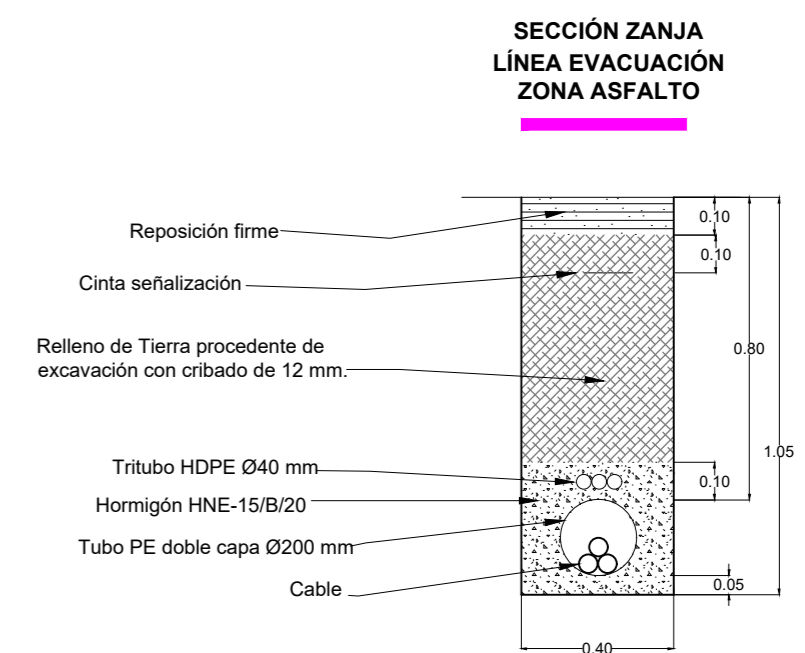 SECCIÓN ZANJA
LÍNEA EVACUACIÓN
ZONA ASFALTO
Reposición firme
0.10
0.10
Cinta señalización
Relleno de Tierra procedente de
excavación con cribado de 12 mm.
0.80
1.05
Tritubo HDPE Ø40 mm
0.10
Hormigón HNE-15/B/20
Tubo PE doble capa Ø200 mm
Cable
0.05
0.40